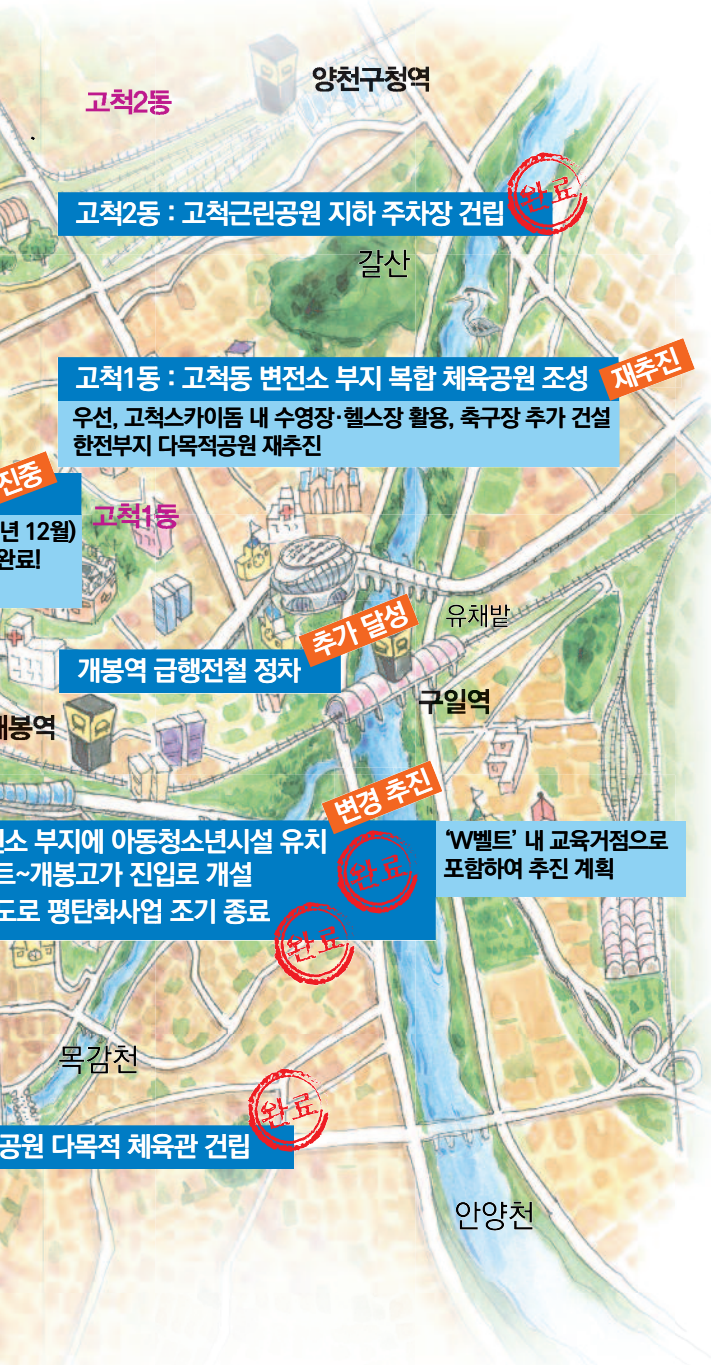 양천구청역
고척2동
완료
고척2동 : 고척근린공원 지하 주차장 건립
갈산
재추진
고척1동 : 고척동 변전소 부지 복합 체육공원 조성
우선, 고척스카이돔 내 수영장·헬스장 활용, 축구장 추가 건설
한전부지 다목적공원 재추진
진중
고척1동
년 12월)
완료!
추가 달성
유채밭
개봉역 급행전철 정차
구일역
개봉역
변경 추진
부지에 아동청소년시설 유치
트~개봉고가 진입로 개설
도로 평탄화사업 조기 종료
완료
완료
‘W벨트’ 내 교육거점으로
포함하여 추진 계획
목감천
완료
공원 다목적 체육관 건립
안양천